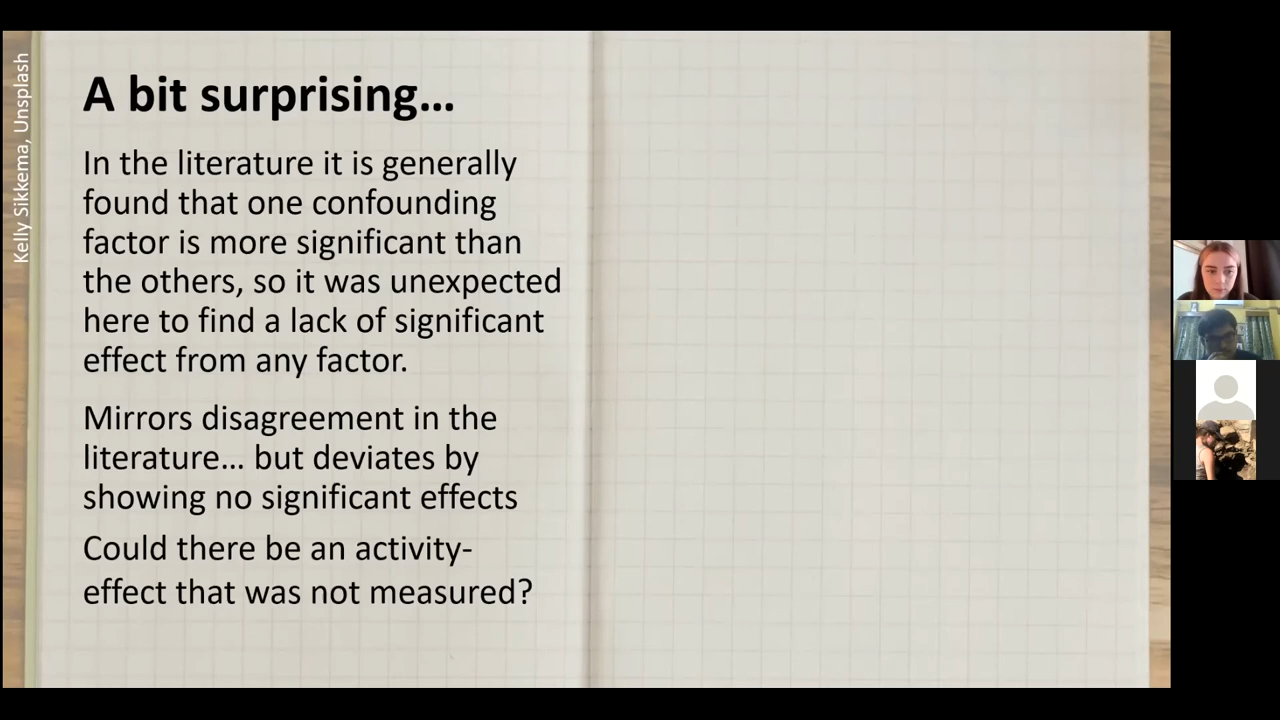 Kelly Sikkema, Unsplash
A bit surprising...
In the literature it is generally
found that one confounding
factor is more significant than
the others, so it was unexpected
here to find a lack of significant
effect from any factor.
Mirrors disagreement in the
literature... but deviates by
showing no significant effects
Could there be an activity-
effect that was not measured?